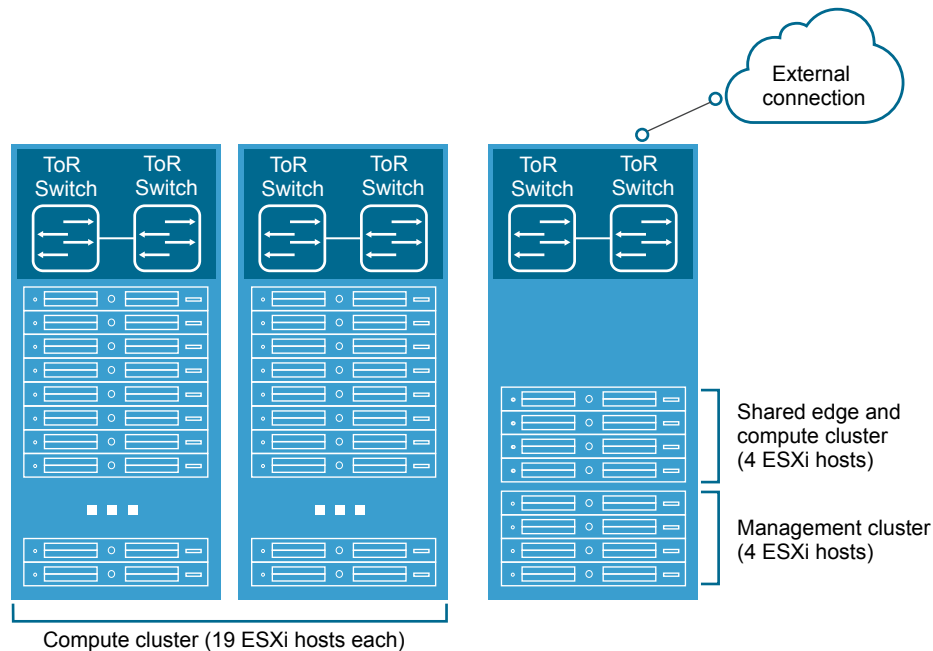 External
connection
ToR
Switch
ToR
Switch
ToR
Switch
ToR
Switch
ToR
Switch
ToR
Switch
Shared edge and
compute cluster
(4 ESXi hosts)
Management cluster
(4 ESXi hosts)
Compute cluster (19 ESXi hosts each)